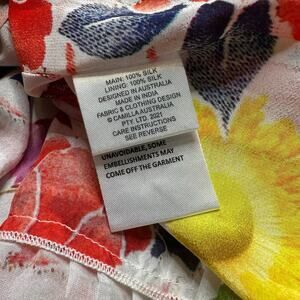 MAIN: 100% SILK
LINING: 100% SILK
DESIGNED IN AUSTRALIA
MADE IN INDIA
FABRIC & CLOTHING DESIGN
© CAMILLA AUSTRALIA
PTY. LTD. 2021
CARE INSTRUCTIONS
SEE REVERSE
UNAVOIDABLE, SOME
EMBELLISHMENTS MAY
COME OFF THE GARMENT